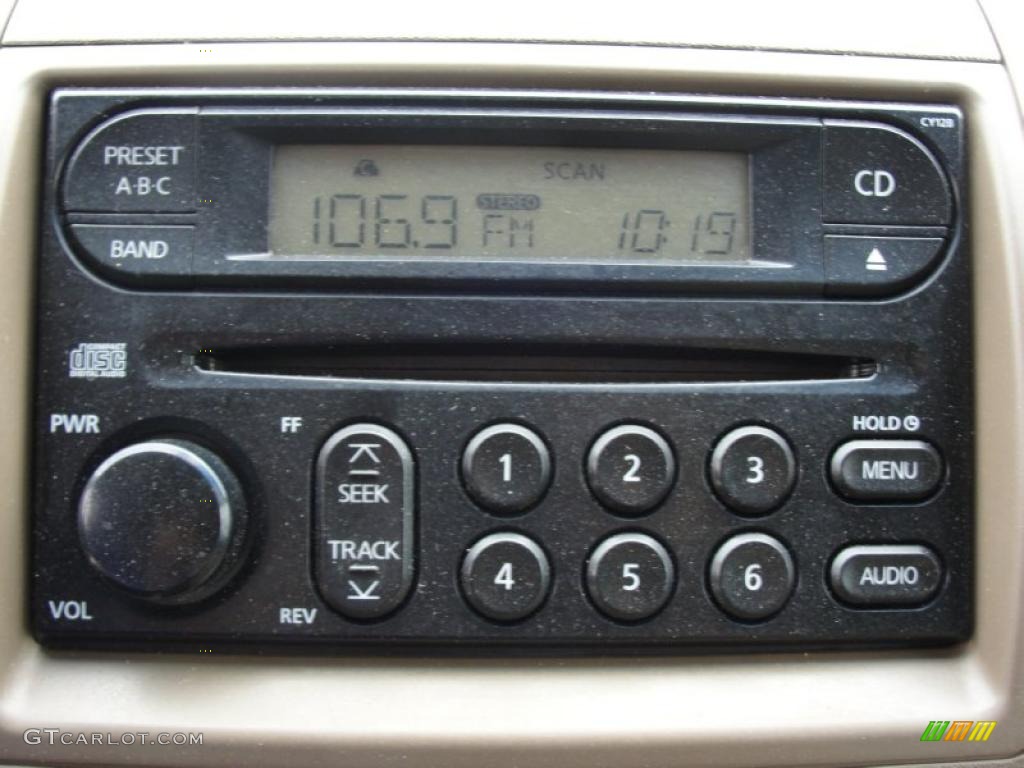 CY12B
PRESET
A·B·C
BAND
SCAN
106.9
STEREO
FM
10:19
CD
COMPACT
disc
DIGITAL AUDIO
PWR
VOL
FF
SEEK
TRACK
REV
1
2
3
4
5
6
HOLD
MENU
AUDIO
GTCARLOT.COM